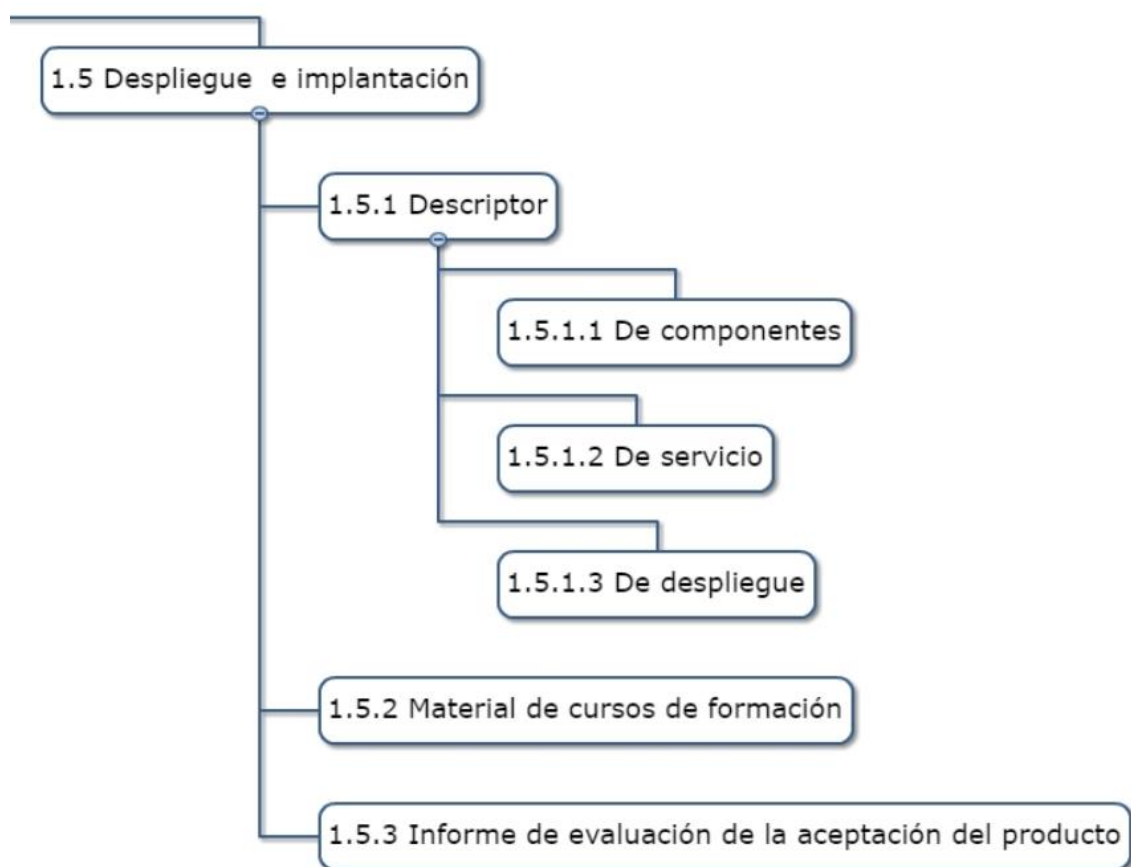 1.5 Despliegue e implantación
1.5.1 Descriptor
1.5.1.1 De componentes
1.5.1.2 De servicio
1.5.1.3 De despliegue
1.5.2 Material de cursos de formación
1.5.3 Informe de evaluación de la aceptación del producto